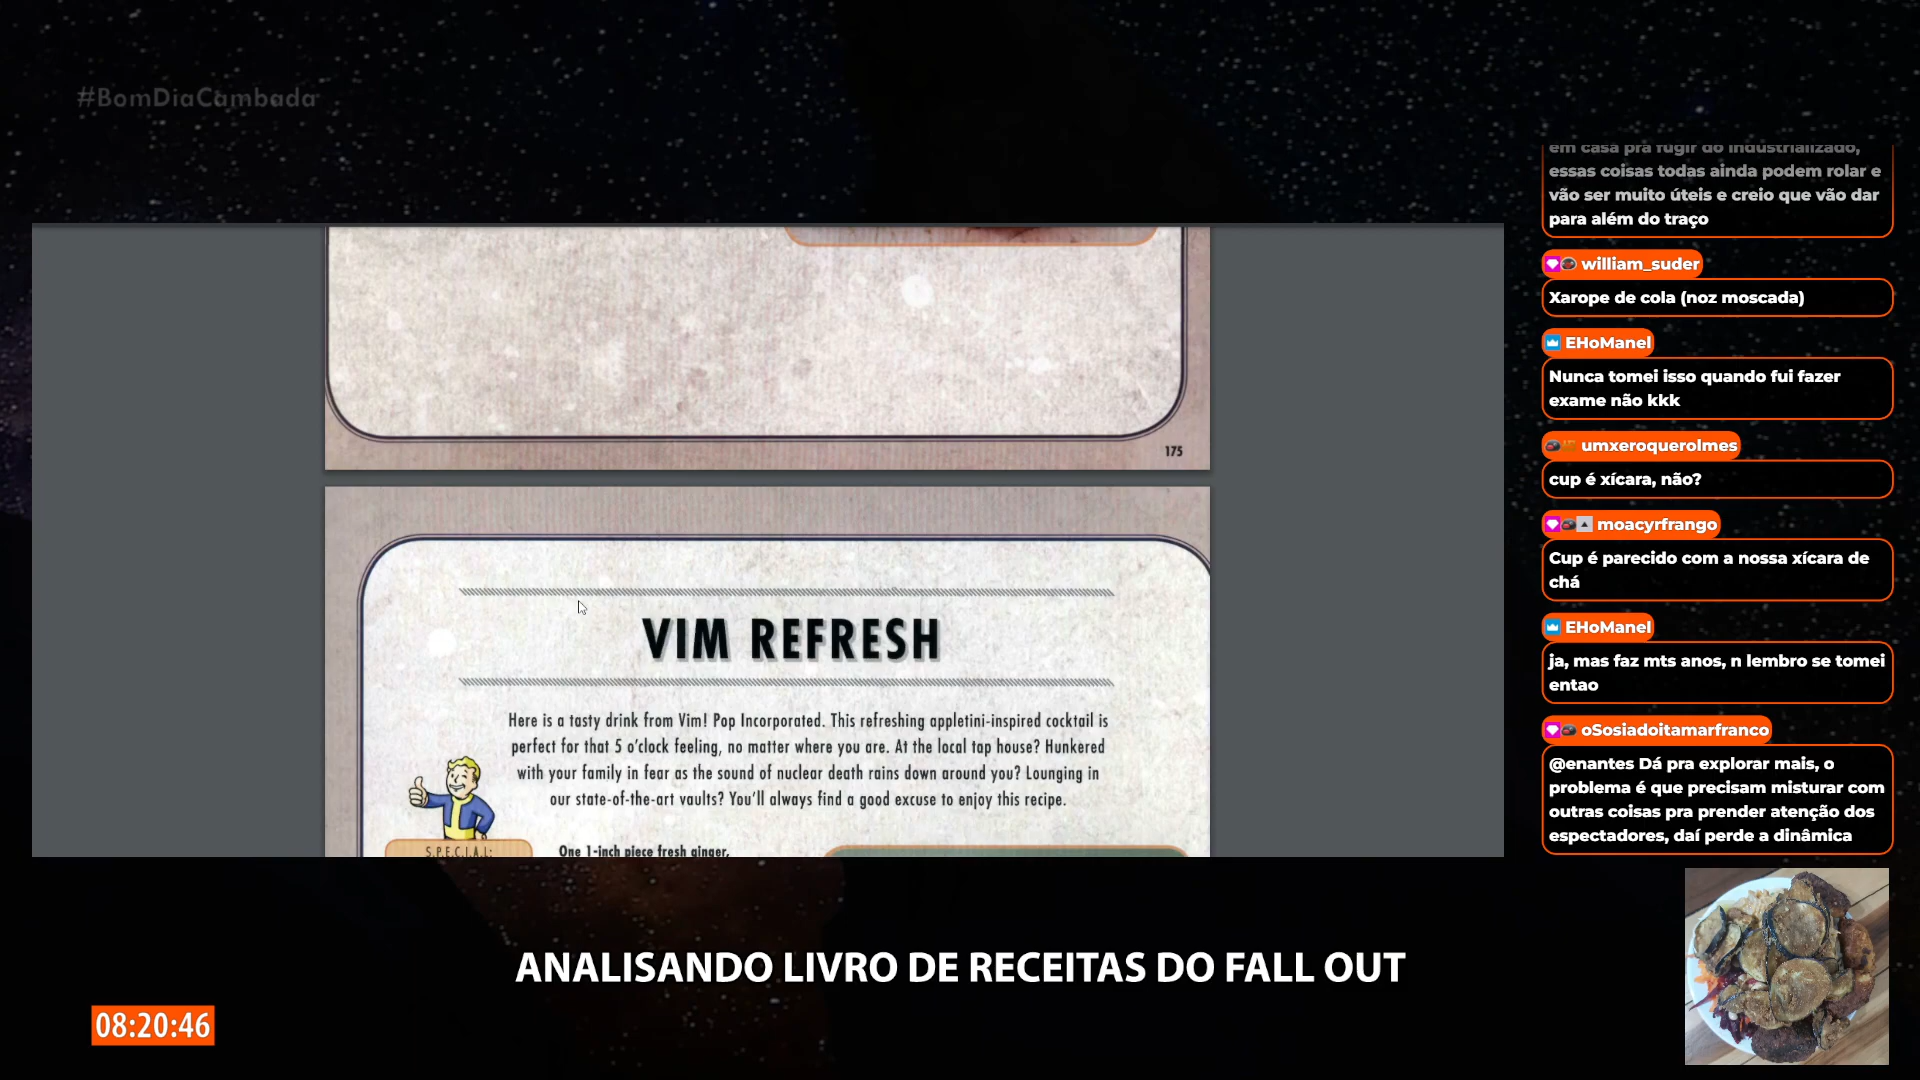 #BomDiaCambada
175
VIM REFRESH
Here is a tasty drink from Vim! Pop Incorporated. This refreshing appletini-inspired cocktail is
perfect for that 5 o'clock feeling, no matter where you are. At the local tap house? Hunkered
with your family in fear as the sound of nuclear death rains down around you? Lounging in
our state-of-the-art vaults? You'll always find a good excuse to enjoy this recipe.
S.P.E.C.I.A.L:
One 1-inch piece fresh ginger,
em casa pra fugir do industrializado,
essas coisas todas ainda podem rolar e
vão ser muito úteis e creio que vão dar
para além do traço
william_suder
Xarope de cola (noz moscada)
EHoManel
Nunca tomei isso quando fui fazer
exame não kkk
umxeroquerolmes
cup é xícara, não?
moacyrfrango
Cup é parecido com a nossa xícara de
chá
EHoManel
ja, mas faz mts anos, n lembro se tomei
entao
oSosiadoitamarfranco
@enantes Dá pra explorar mais, o
problema é que precisam misturar com
outras coisas pra prender atenção dos
espectadores, daí perde a dinâmica
ANALISANDO LIVRO DE RECEITAS DO FALL OUT
08:20:46